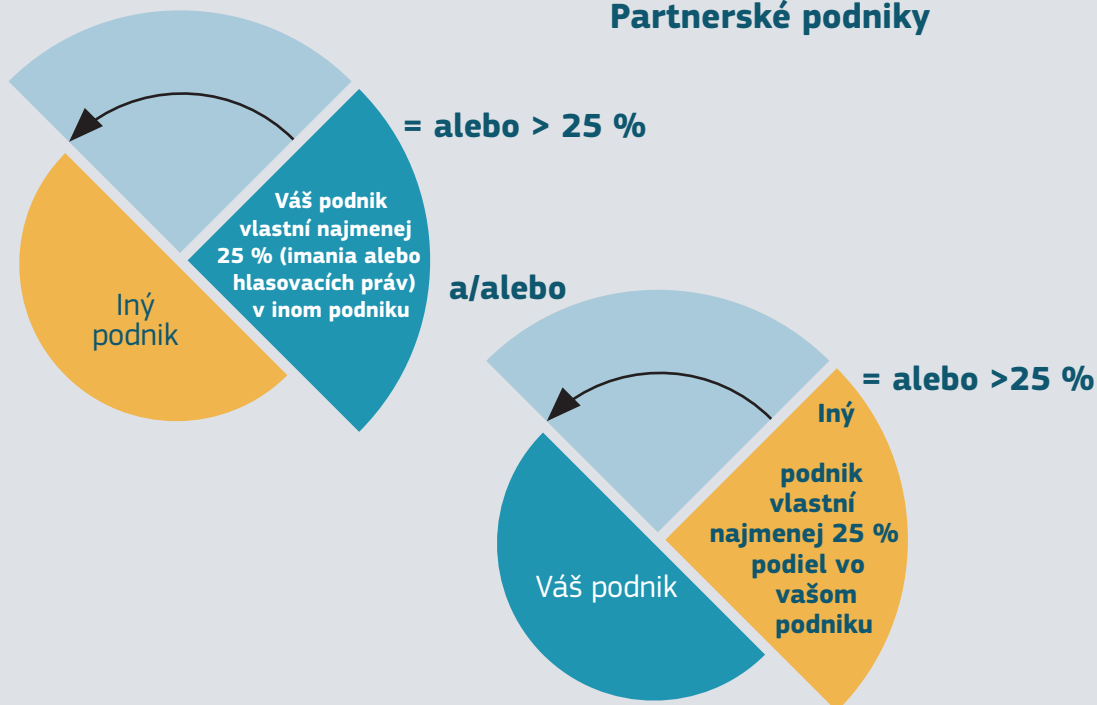 Partnerské podniky
= alebo > 25 %
Váš podnik
vlastní najmenej
25 % (imania alebo
hlasovacích práv)
v inom podniku
Iný
podnik
a/alebo
= alebo >25 %
Iný
podnik
vlastní
najmenej 25 %
podiel vo
vašom
podniku
Váš podnik